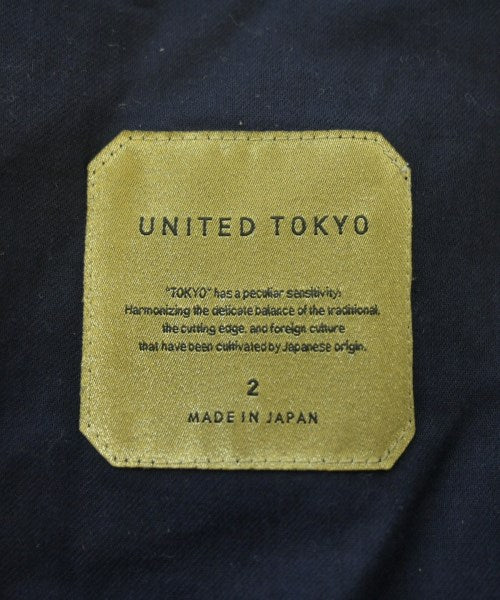 UNITED TOKYO
"TOKYO" has a peculiar sensitivity:
Harmonizing the delicate balance of the traditional,
the cutting edge, and foreign culture
that have been cultivated by Japanese origin.
2
MADE IN JAPAN